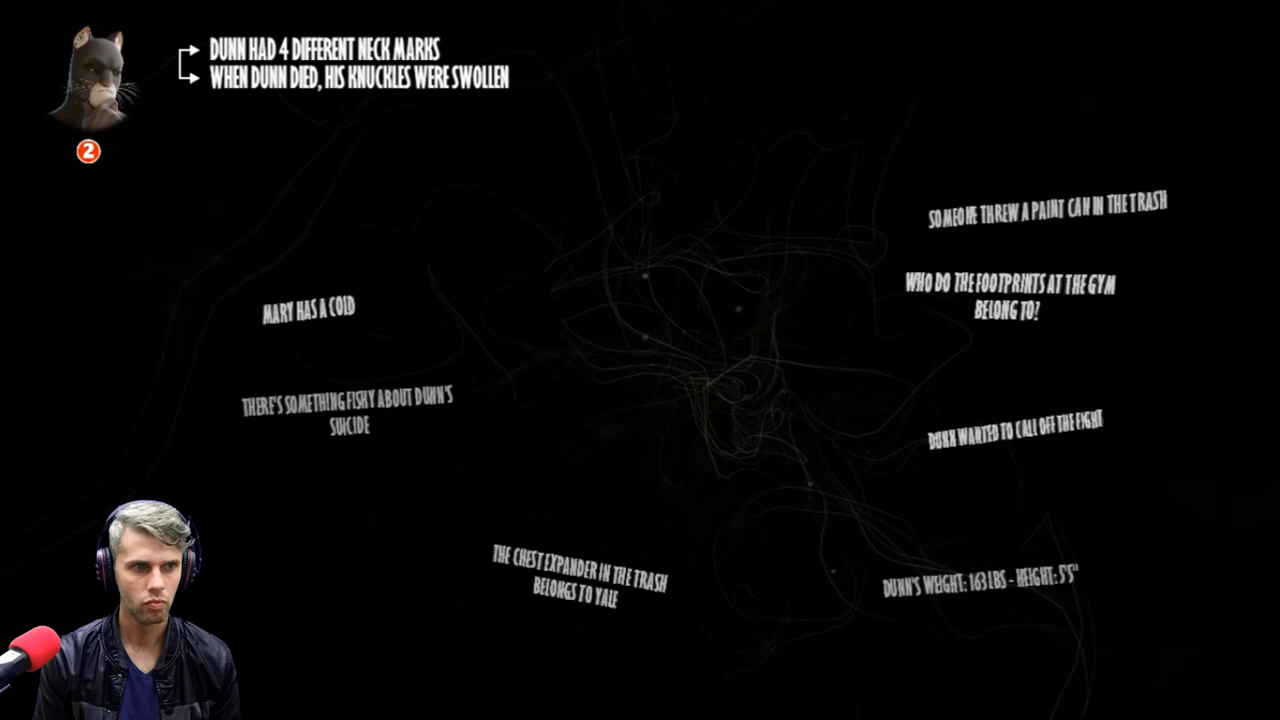 DUNN HAD 4 DIFFERENT NECK MARKS
WHEN DUNN DIED, HIS KNUCKLES WERE SWOLLEN
2
SOMEONE THREW A PAINT CAN IN THE TRASH
WHO DO THE FOOTPRINTS AT THE GYM
BELONG TO?
MARY HAS A COLD
THERE'S SOMETHING FISHY ABOUT DUNN'S
SUICIDE
DUNN WANTED TO CALL OFF THE FIGHT
THE CHEST EXPANDER IN THE TRASH
BELONGS TO YALE
DUNN'S WEIGHT: 163 LBS - HEIGHT: 5'5"